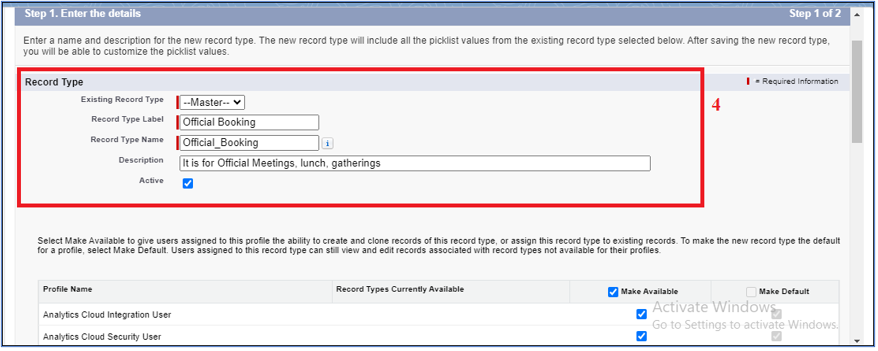 Step 1. Enter the details Step 1 of 2
Enter a name and description for the new record type. The new record type will include all the picklist values from the existing record type selected below. After saving the new record type,
you will be able to customize the picklist values.
Record Type = Required Information
Existing Record Type --Master--
4
Record Type Label Official Booking
Record Type Name Official_Booking i
Description It is for Official Meetings, lunch, gatherings
Active
Select Make Available to give users assigned to this profile the ability to create and clone records of this record type, or assign this record type to existing records. To make the new record type the default
for a profile, select Make Default. Users assigned to this record type can still view and edit records associated with record types not available for their profiles.
Profile Name Record Types Currently Available Make Available Make Default
Activate Windows
Analytics Cloud Integration User
Go to Settings to activate Windows.
Analytics Cloud Security User